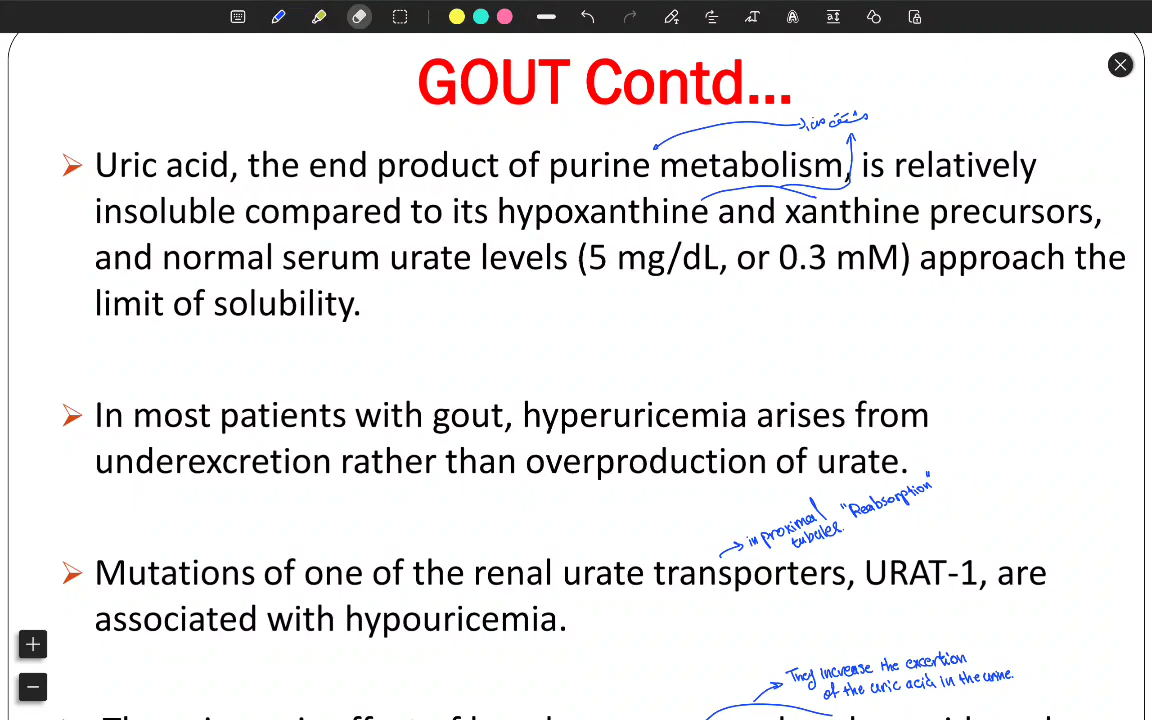 GOUT Contd...
Uric acid, the end product of purine metabolism, is relatively
insoluble compared to its hypoxanthine and xanthine precursors,
and normal serum urate levels (5 mg/dL, or 0.3 mM) approach the
limit of solubility.
In most patients with gout, hyperuricemia arises from
underexcretion rather than overproduction of urate.
in proximal "Reabsorption"
tubules.
Mutations of one of the renal urate transporters, URAT-1, are
associated with hypouricemia.
They increase the excertion
of the uric acid in the urine.